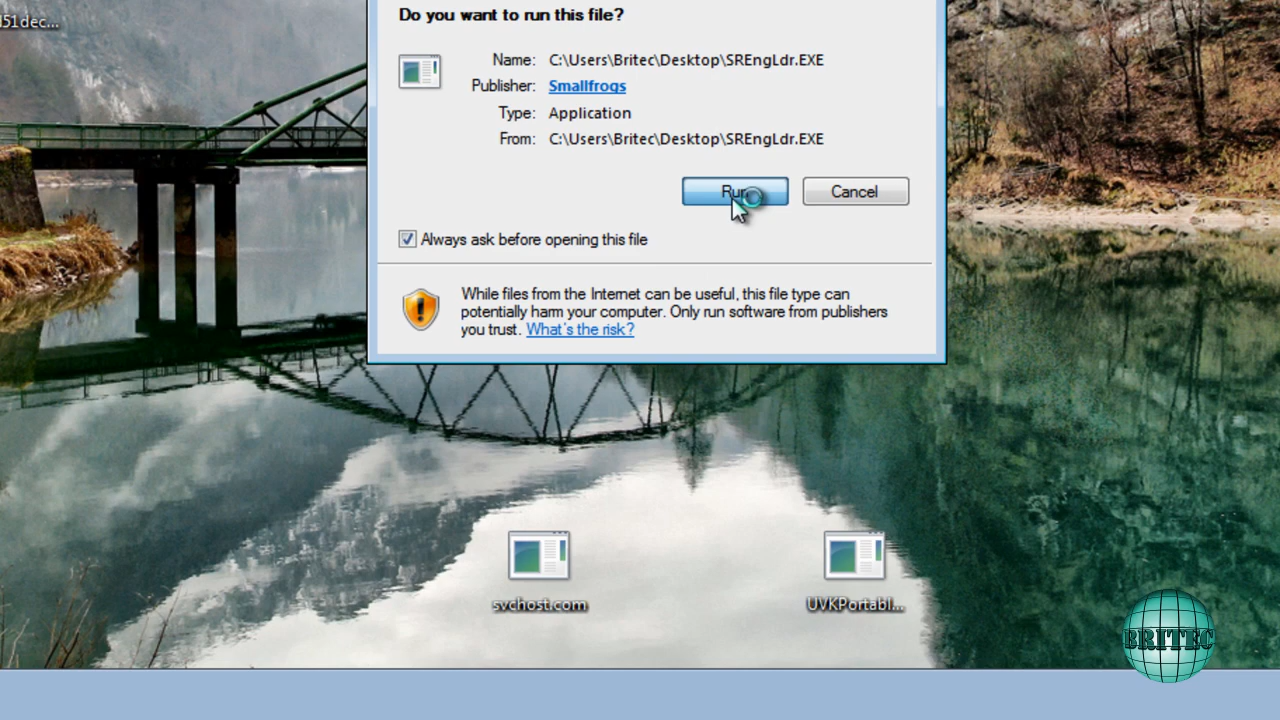 51dec...
Do you want to run this file?
Name: C:\Users\Britec\Desktop\SREngLdr.EXE
Publisher: Smallfrogs
Type: Application
From: C:\Users\Britec\Desktop\SREngLdr.EXE
Run Cancel
Always ask before opening this file
While files from the Internet can be useful, this file type can
potentially harm your computer. Only run software from publishers
you trust. What's the risk?
svchost.com UVKPortabl...
BRITEC